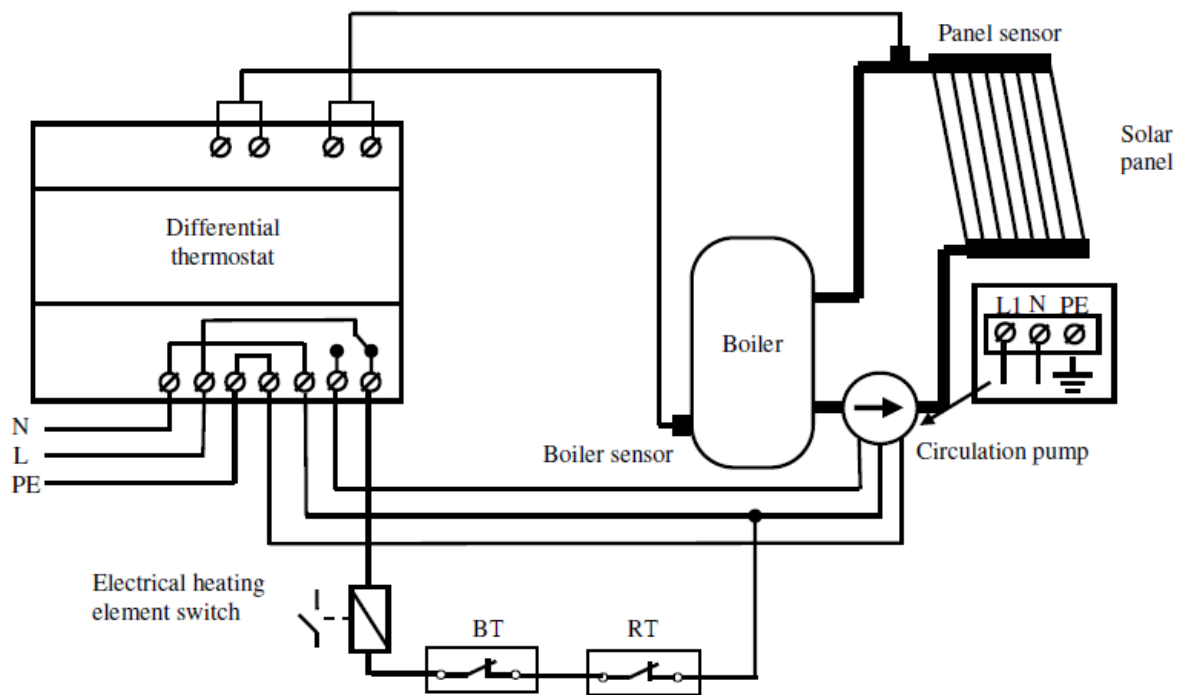 Panel sensor
Solar
panel
Differential
thermostat
L1 N PE
Boiler
N
L
PE
Boiler sensor
Circulation pump
Electrical heating
element switch
BT
RT